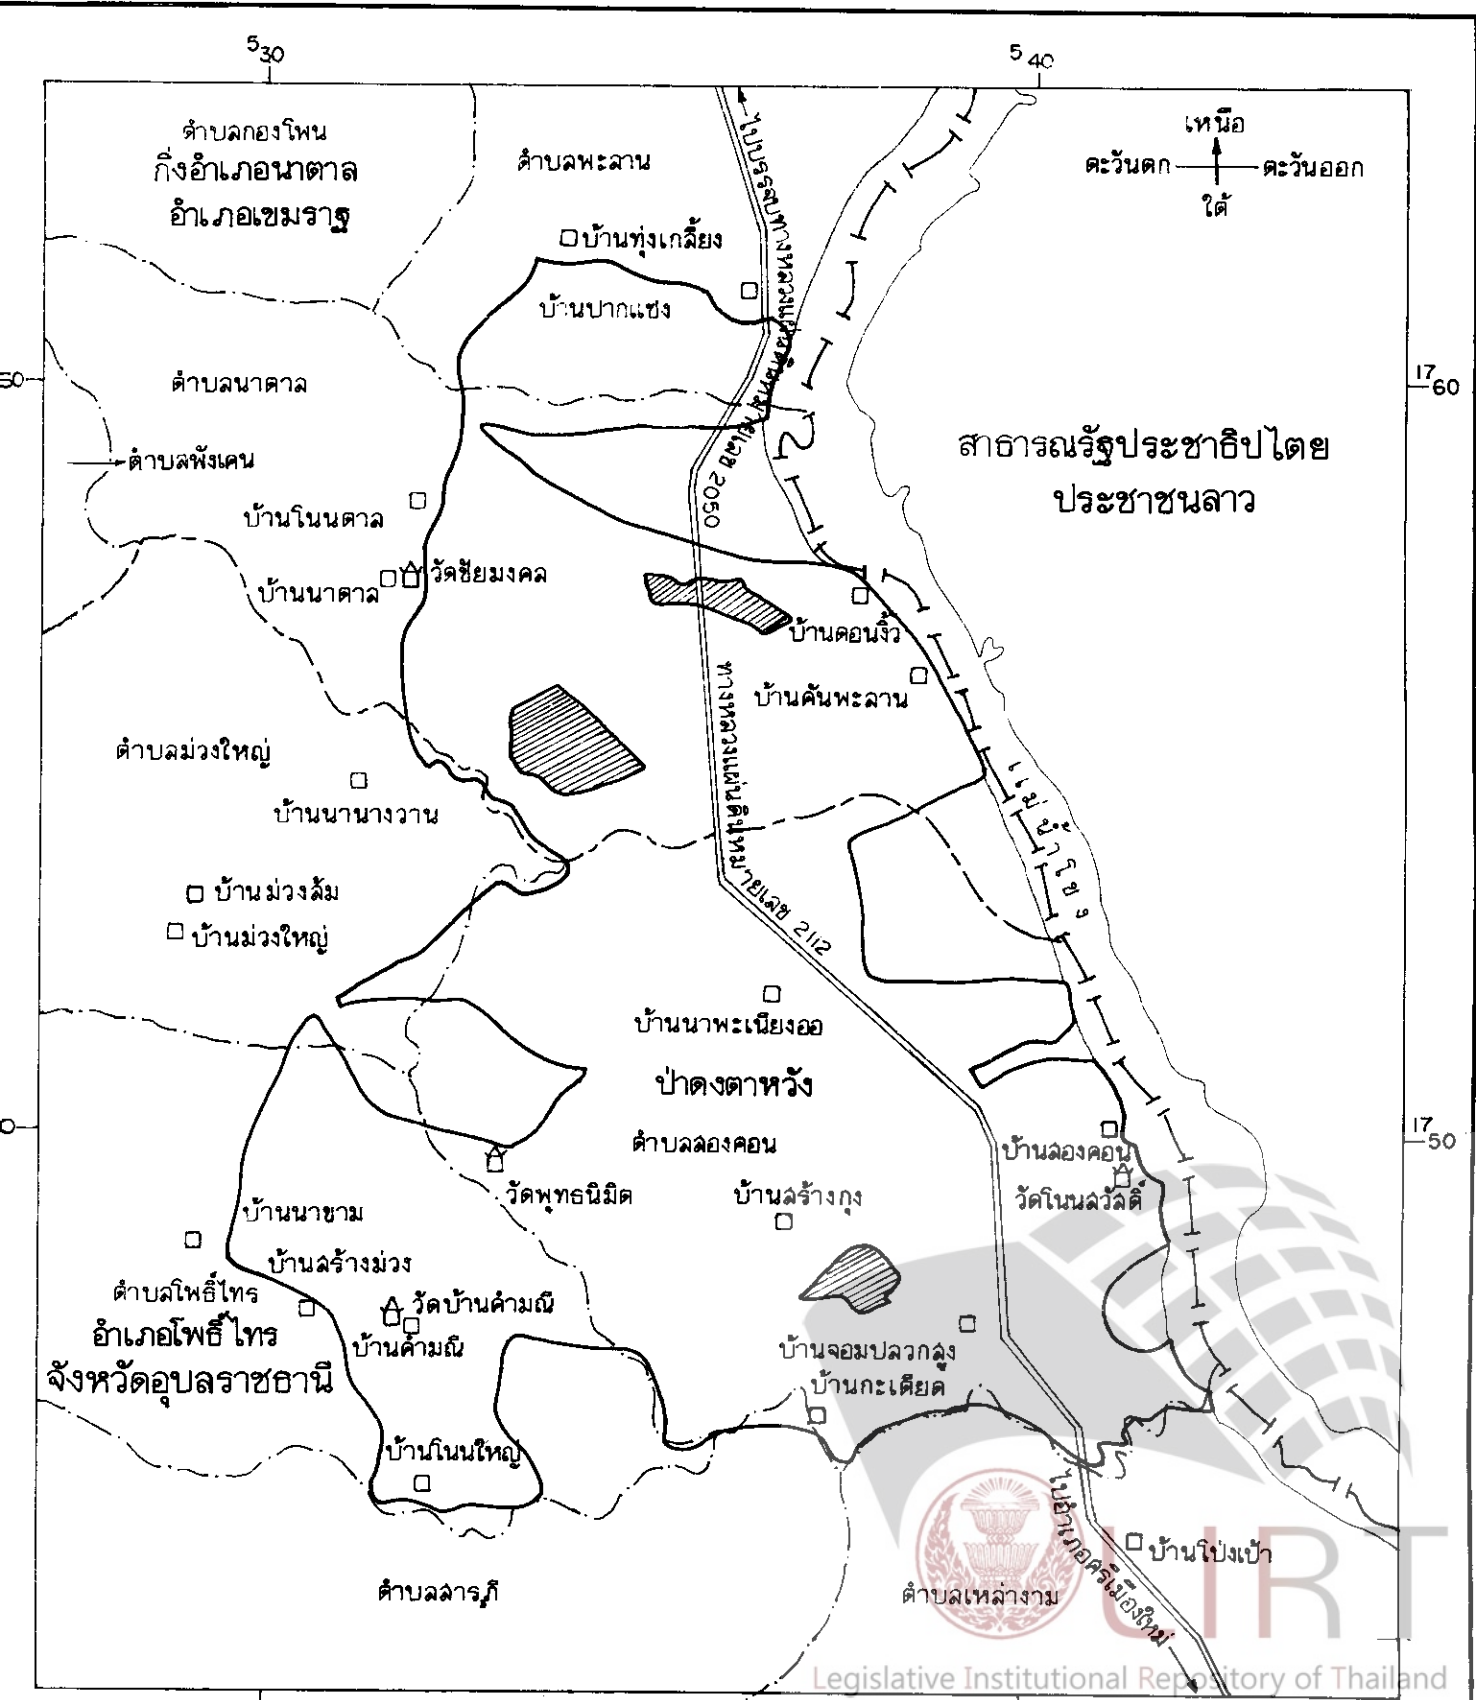 530
540
เหนือ
ตะวันตก
ตะวันออก
ใต้
ตำบลกองโพน
กิ่งอำเภอนาตาล
อำเภอเขมราฐ
ตำบลพะลาน
บ้านทุ่งเกลี้ยง
บ้านปากแซง
ทางหลวงแผ่นดินหมายเลข 2050
ตำบลนาตาล
1760
ตำบลพังเคน
สาธารณรัฐประชาธิปไตย
ประชาชนลาว
บ้านโนนตาล
วัดชัยมงคล
บ้านนาตาล
บ้านดอนงิ้ว
บ้านคันพะลาน
ตำบลม่วงใหญ่
ทางหลวงแผ่นดินหมายเลข 2112
แม่น้ำโขง
บ้านนานางวาน
บ้านม่วงล้ม
บ้านม่วงใหญ่
บ้านนาพะเนียงออ
ป่าดงตาหวัง
ตำบลสองคอน
1750
บ้านสองคอน
วัดพุทธนิมิต
บ้านสร้างกุง
วัดโนนสวัสดิ์
บ้านนาขาม
บ้านสร้างม่วง
ตำบลโพธิ์ไทร
วัดบ้านคำมณี
อำเภอโพธิ์ไทร
บ้านคำมณี
จังหวัดอุบลราชธานี
บ้านจอมปลวกสูง
บ้านกะเตียด
บ้านโนนใหญ่
ไปอำเภอศรีเมืองใหม่
บ้านโป่งเป้า
ตำบลสารภี
ตำบลเหล่างาม
LIRT
Legislative Institutional Repository of Thailand